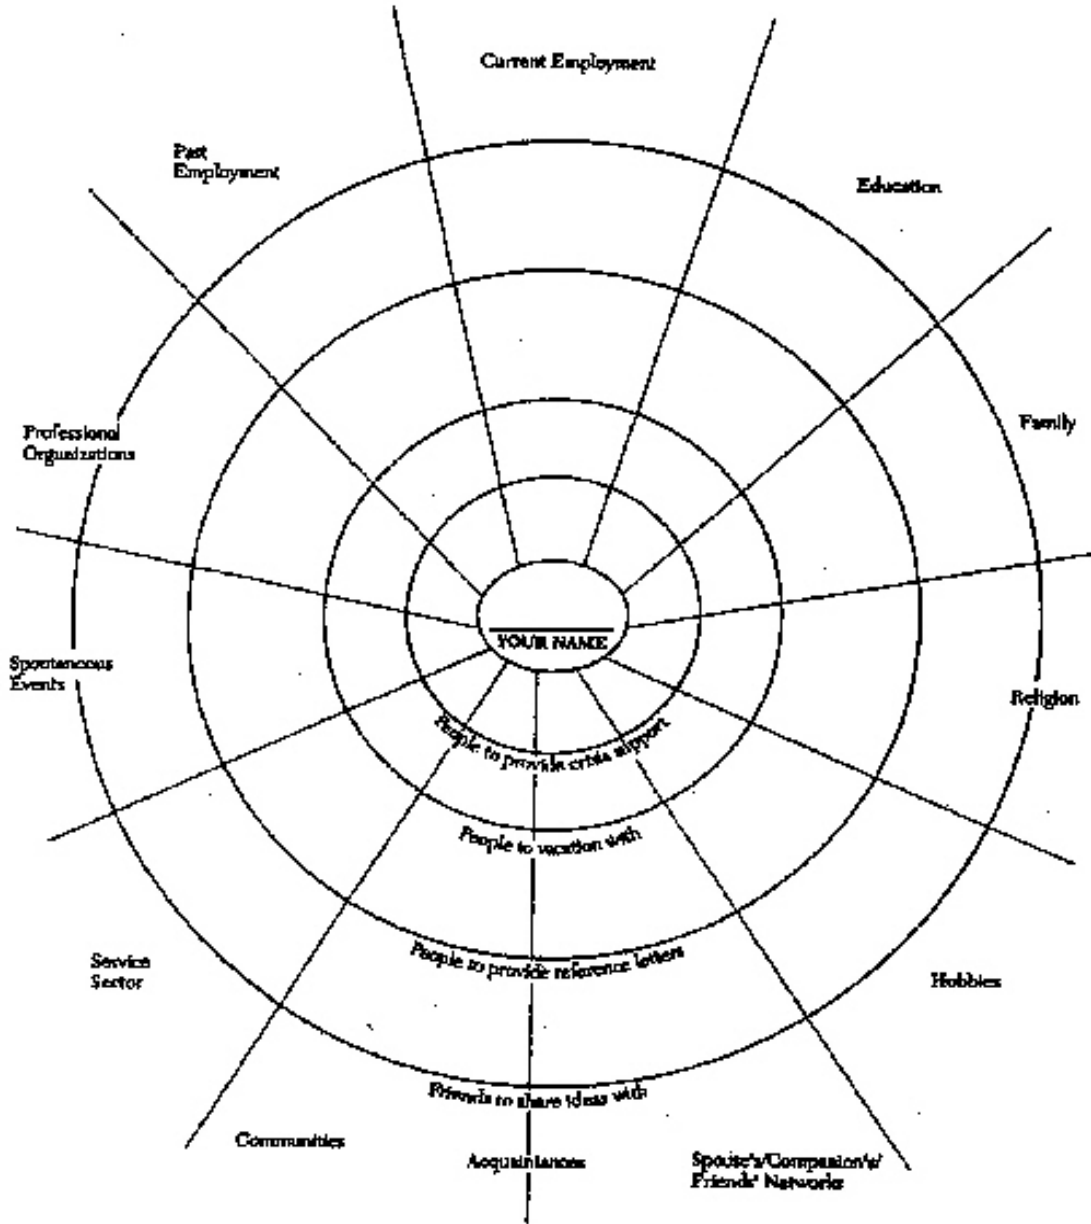 Current Employment
Past
Employment
Education
Professional
Organizations
Family
YOUR NAME
Spontaneous
Events
Religion
People to provide crisis support
People to vacation with
People to provide reference letters
Service
Sector
Hobbies
Friends to share ideas with
Communities
Acquaintances
Spouse's/Companion's/
Friends' Networks